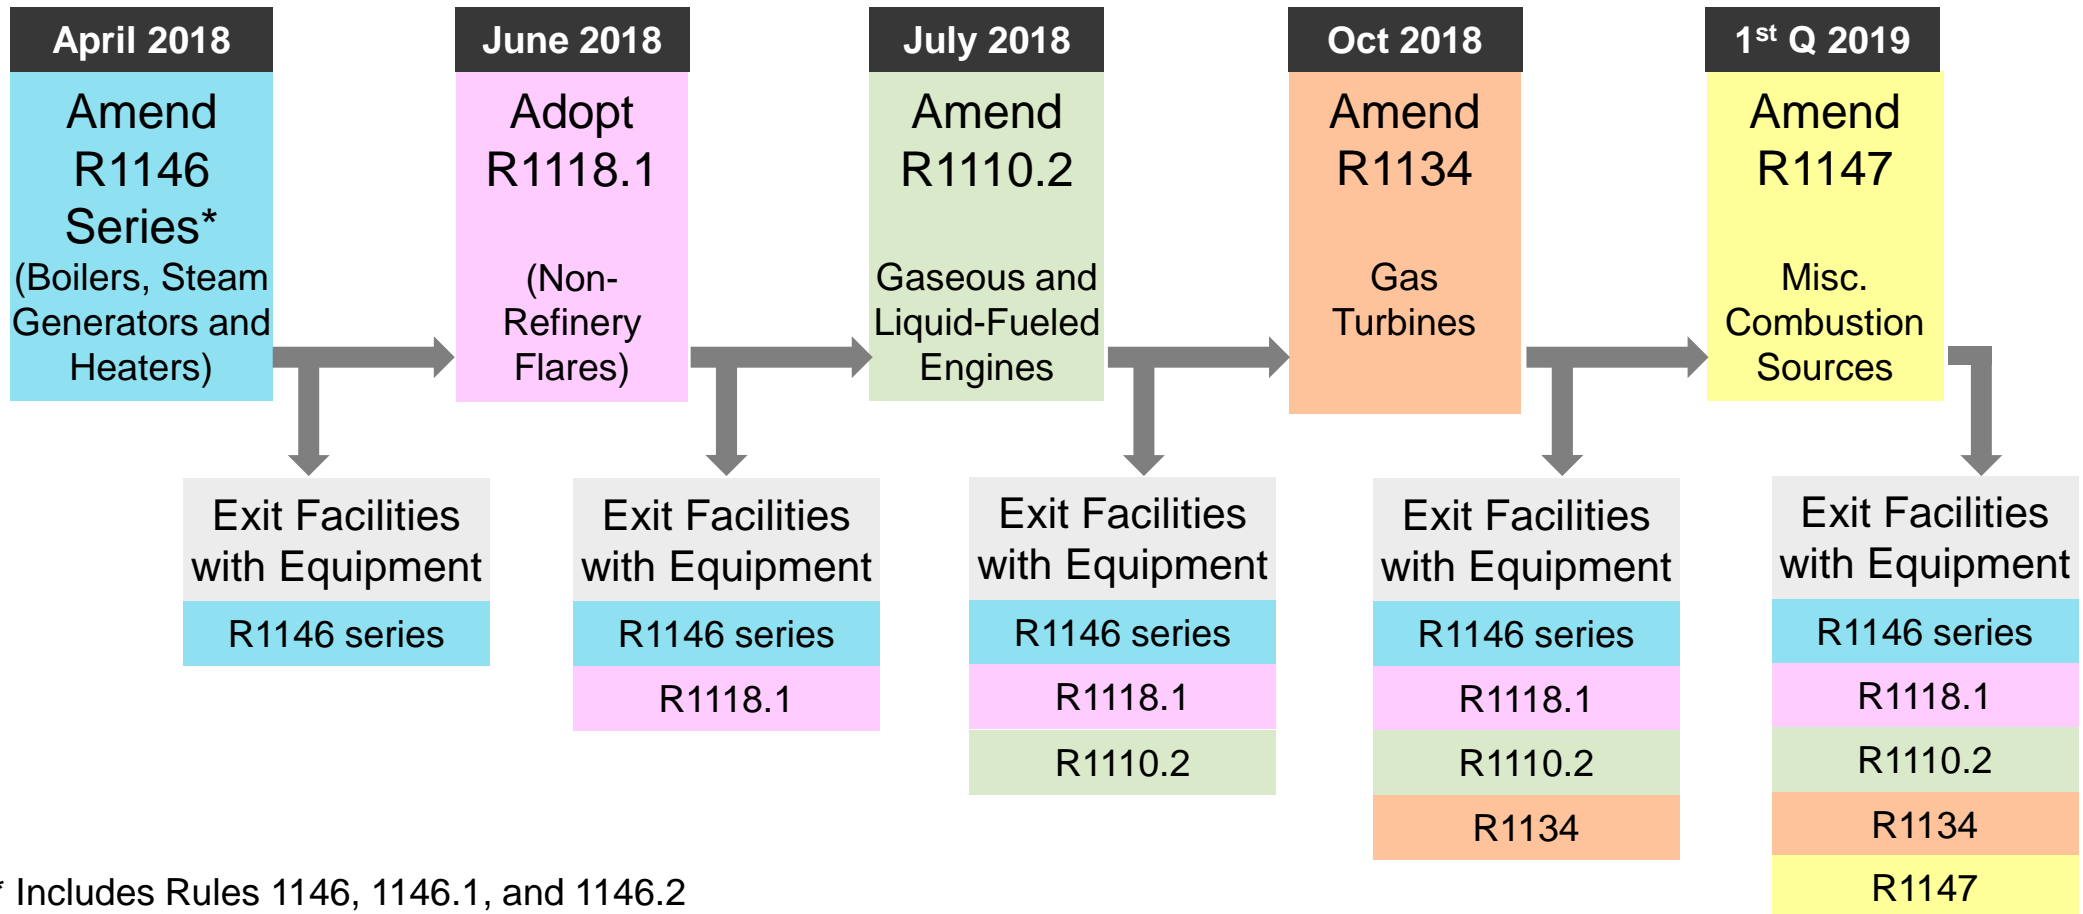 April 2018
Amend
R1146
Series*
(Boilers, Steam
Generators and
Heaters)
June 2018
Adopt
R1118.1
(Non-
Refinery
Flares)
July 2018
Amend
R1110.2
Gaseous and
Liquid-Fueled
Engines
Oct 2018
Amend
R1134
Gas
Turbines
1st Q 2019
Amend
R1147
Misc.
Combustion
Sources
Exit Facilities
with Equipment
R1146 series
Exit Facilities
with Equipment
R1146 series
R1118.1
Exit Facilities
with Equipment
R1146 series
R1118.1
R1110.2
Exit Facilities
with Equipment
R1146 series
R1118.1
R1110.2
R1134
Exit Facilities
with Equipment
R1146 series
R1118.1
R1110.2
R1134
R1147
* Includes Rules 1146, 1146.1, and 1146.2